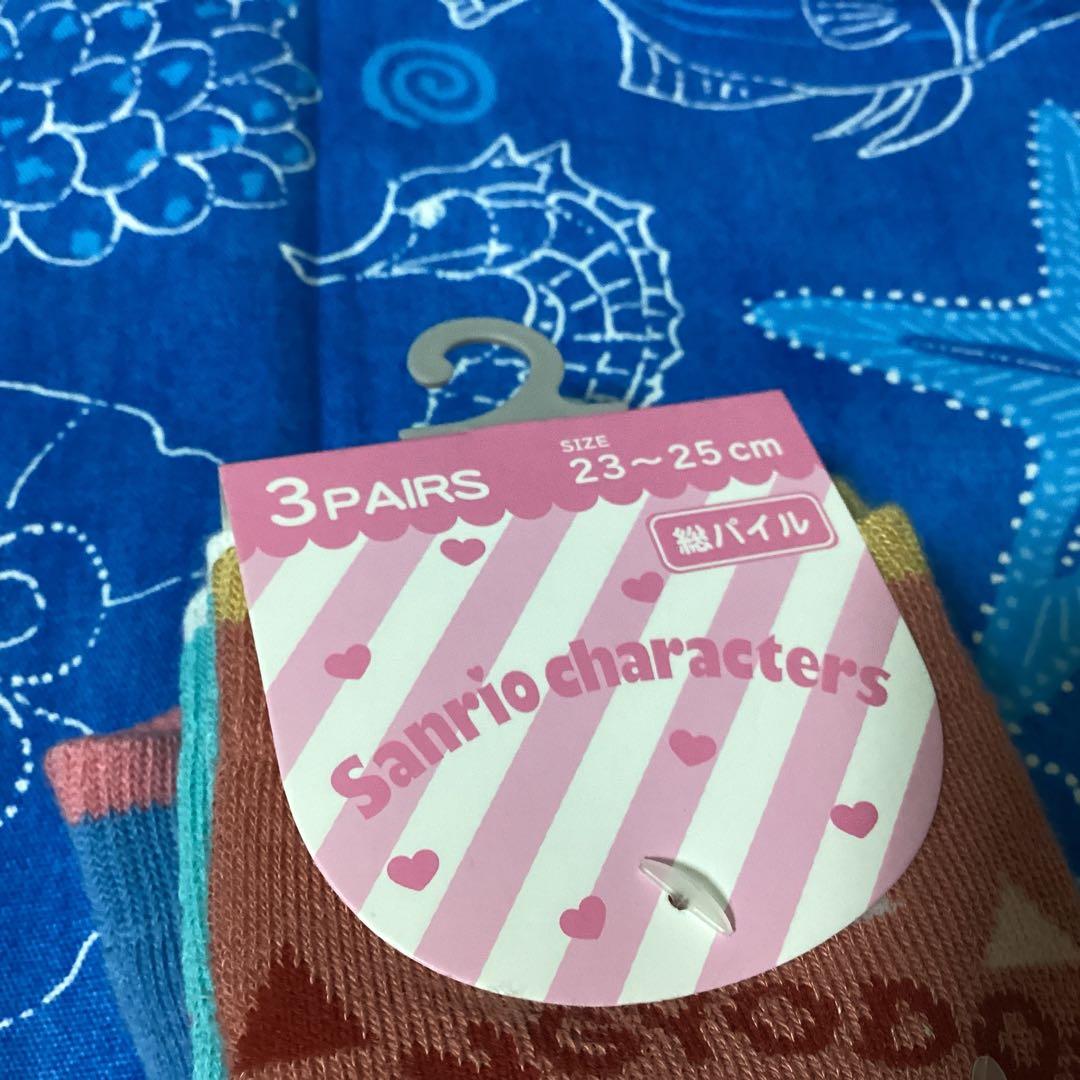 3PAIRS
SIZE
23～25cm
総パイル
Sanrio characters